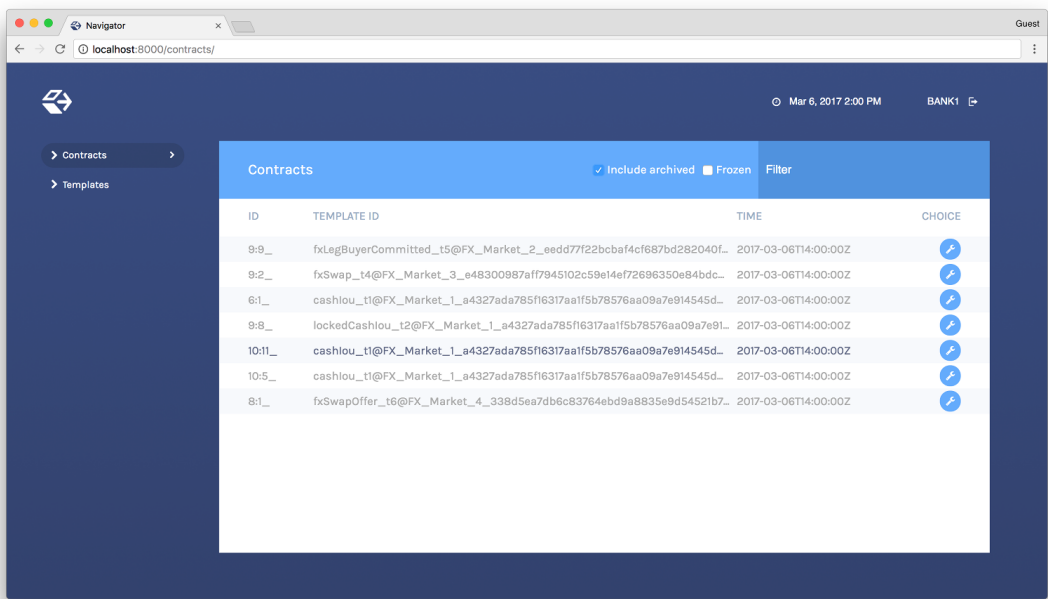 Navigator
Guest
localhost:8000/contracts/
Mar 6, 2017 2:00 PM BANK1
Contracts
Templates
Contracts Include archived Frozen Filter
ID TEMPLATE ID TIME CHOICE
9:9_ fxLegBuyerCommitted_t5@FX_Market_2_eedd77f22bcbaf4cf687bd282040f... 2017-03-06T14:00:00Z
9:2_ fxSwap_t4@FX_Market_3_e48300987aff7945102c59e14ef72696350e84bdc... 2017-03-06T14:00:00Z
6:1_ cashIou_t1@FX_Market_1_a4327ada785f16317aa1f5b78576aa09a7e914545d... 2017-03-06T14:00:00Z
9:8_ lockedCashIou_t2@FX_Market_1_a4327ada785f16317aa1f5b78576aa09a7e91... 2017-03-06T14:00:00Z
10:11_ cashIou_t1@FX_Market_1_a4327ada785f16317aa1f5b78576aa09a7e914545d... 2017-03-06T14:00:00Z
10:5_ cashIou_t1@FX_Market_1_a4327ada785f16317aa1f5b78576aa09a7e914545d... 2017-03-06T14:00:00Z
8:1_ fxSwapOffer_t6@FX_Market_4_338d5ea7db6c83764ebd9a8835e9d54521b7... 2017-03-06T14:00:00Z